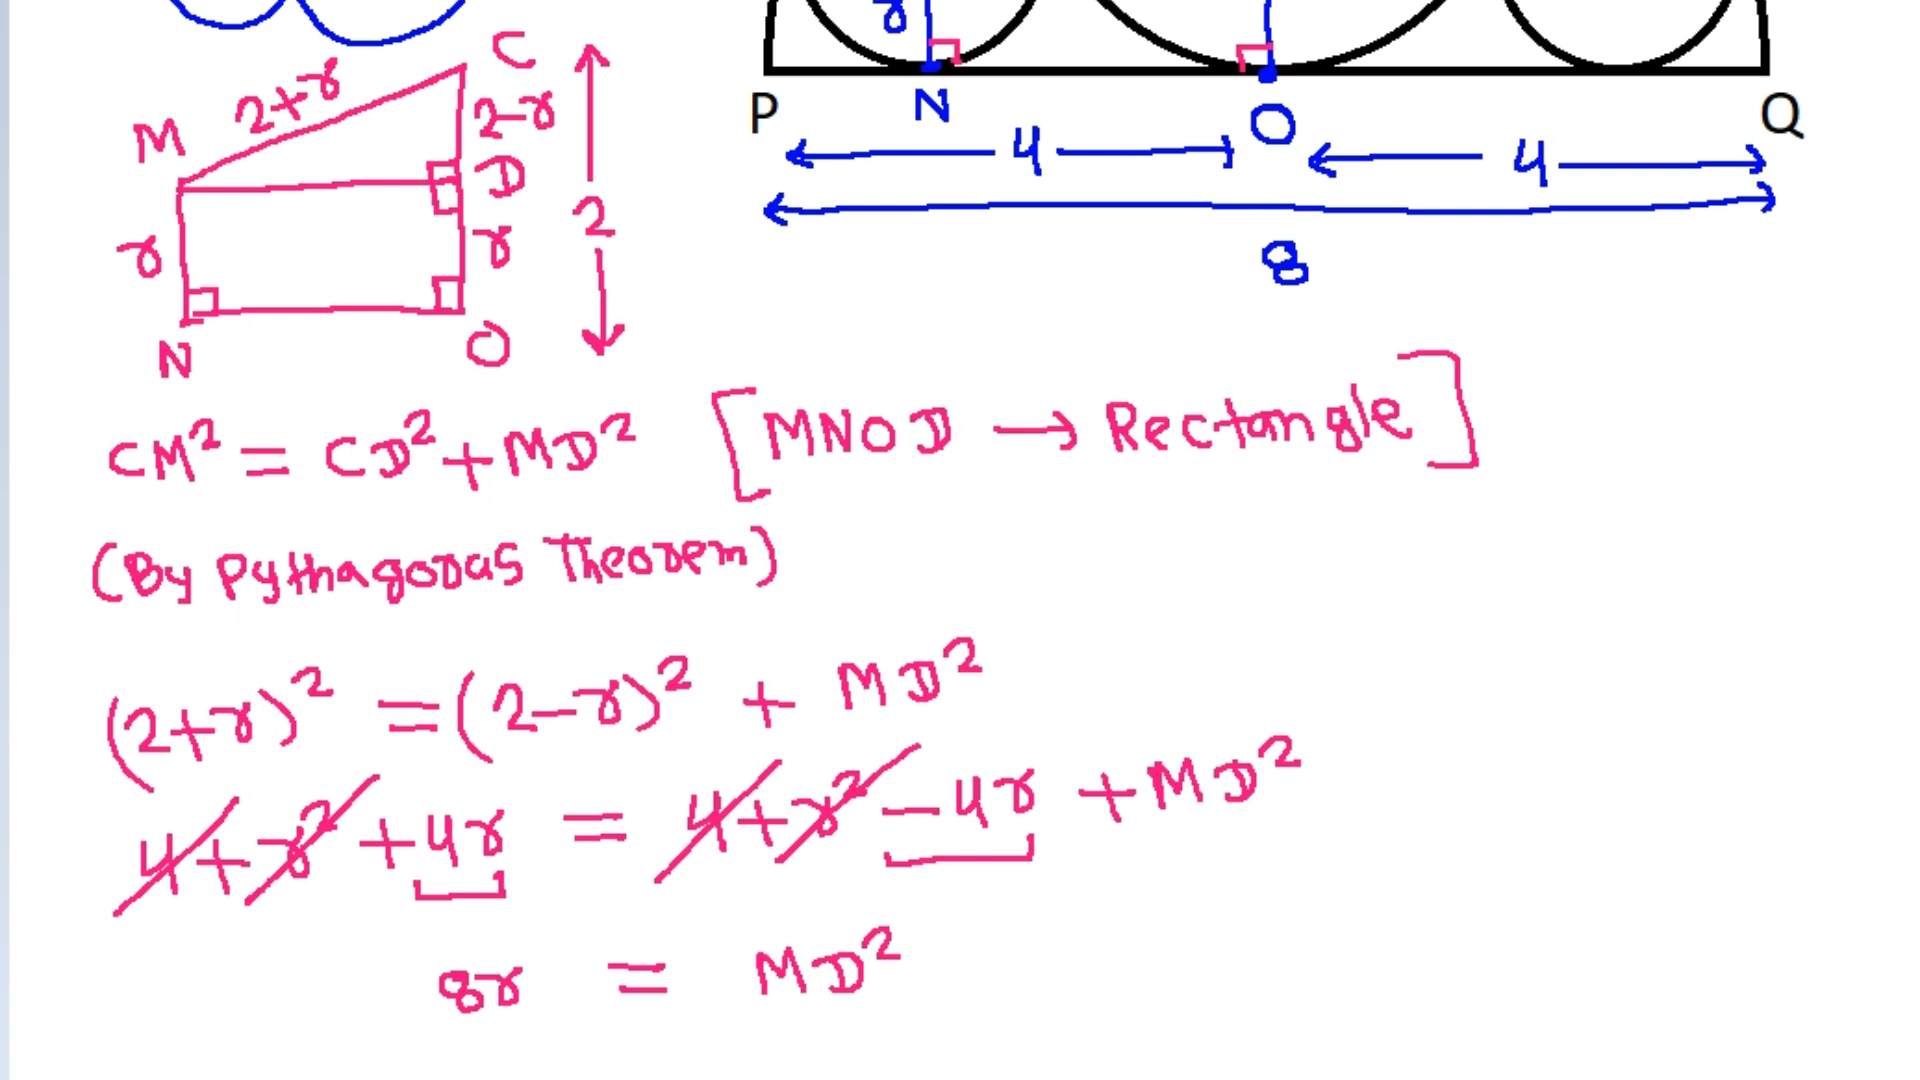 r
C
2+r
2-r
M
D
2
r
r
N
O
P
N
O
Q
4
4
8
CM² = CD² + MD² [MNOD → Rectangle]
(By Pythagoras Theorem)
(2+r)² = (2-r)² + MD²
4+r²+4r = 4+r²-4r+MD²
8r = MD²